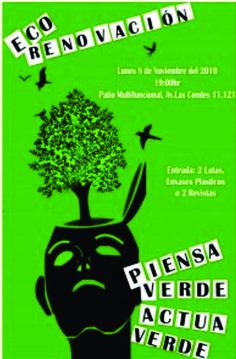 ECO
RENOVACIÓN
Lunes 8 de Noviembre del 2010
19:00hr
Patio Multifuncional, Av.Las Condes 11.121
Entrada: 2 Latas,
Envases Plásticos
o 2 Revistas
PIENSA
VERDE
ACTUA
VERDE